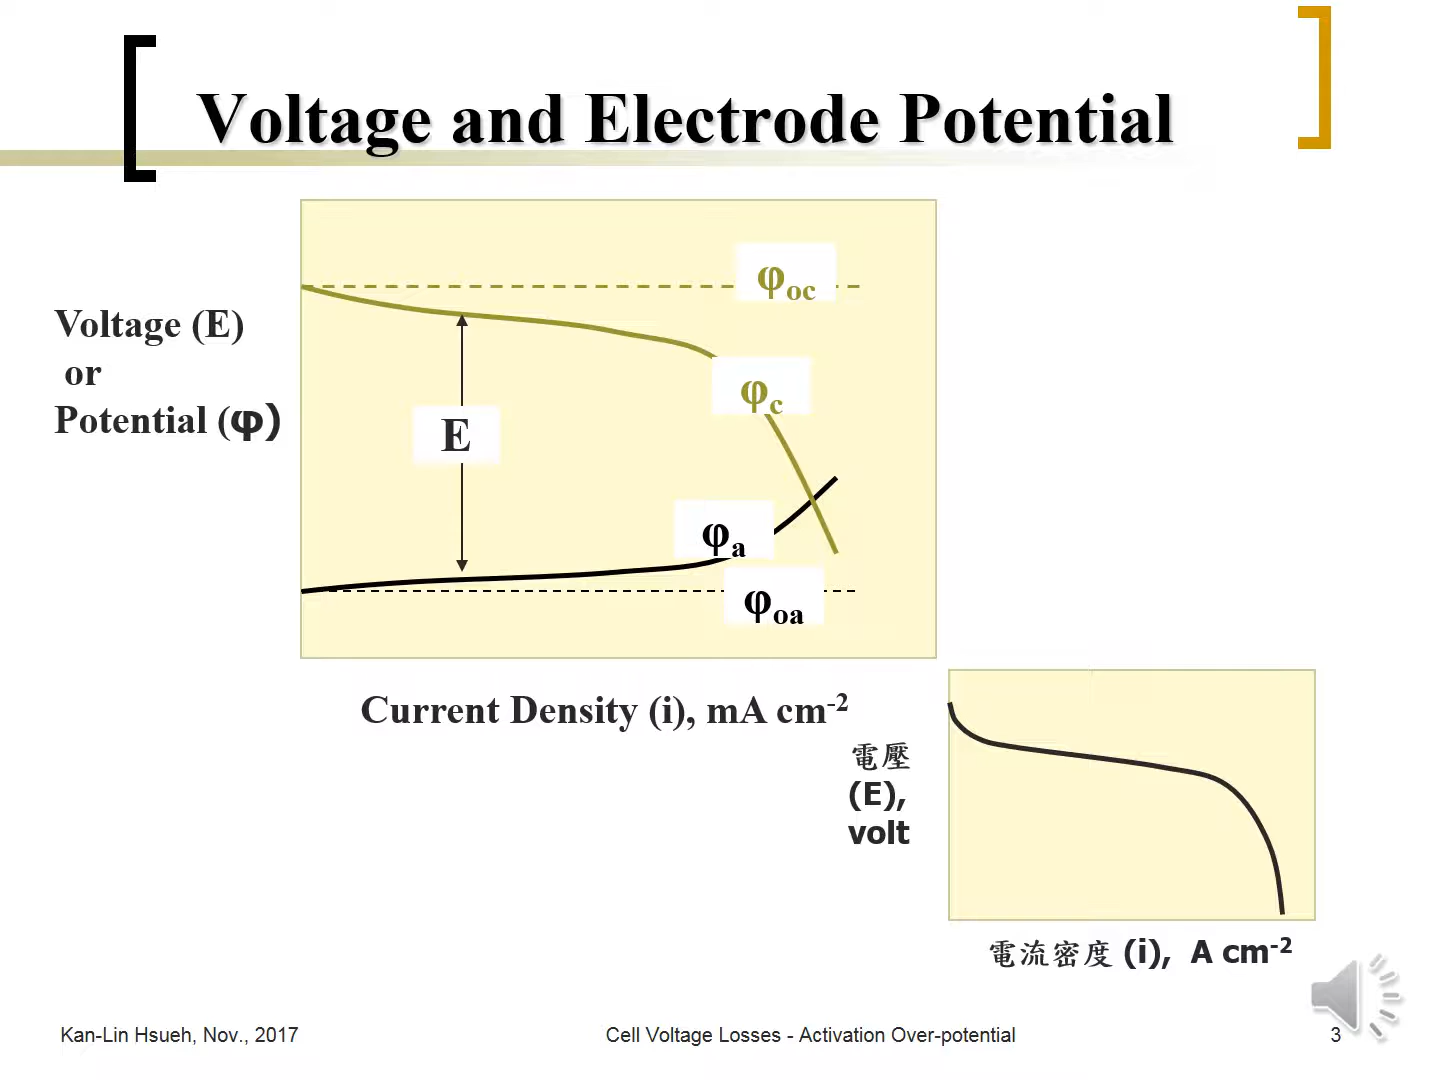 Voltage and Electrode Potential
φoc
Voltage (E)
or
Potential (φ)
φc
E
φa
φoa
Current Density (i), mA cm-2
電壓
(E),
volt
電流密度 (i), A cm-2
Kan-Lin Hsueh, Nov., 2017
Cell Voltage Losses - Activation Over-potential
3